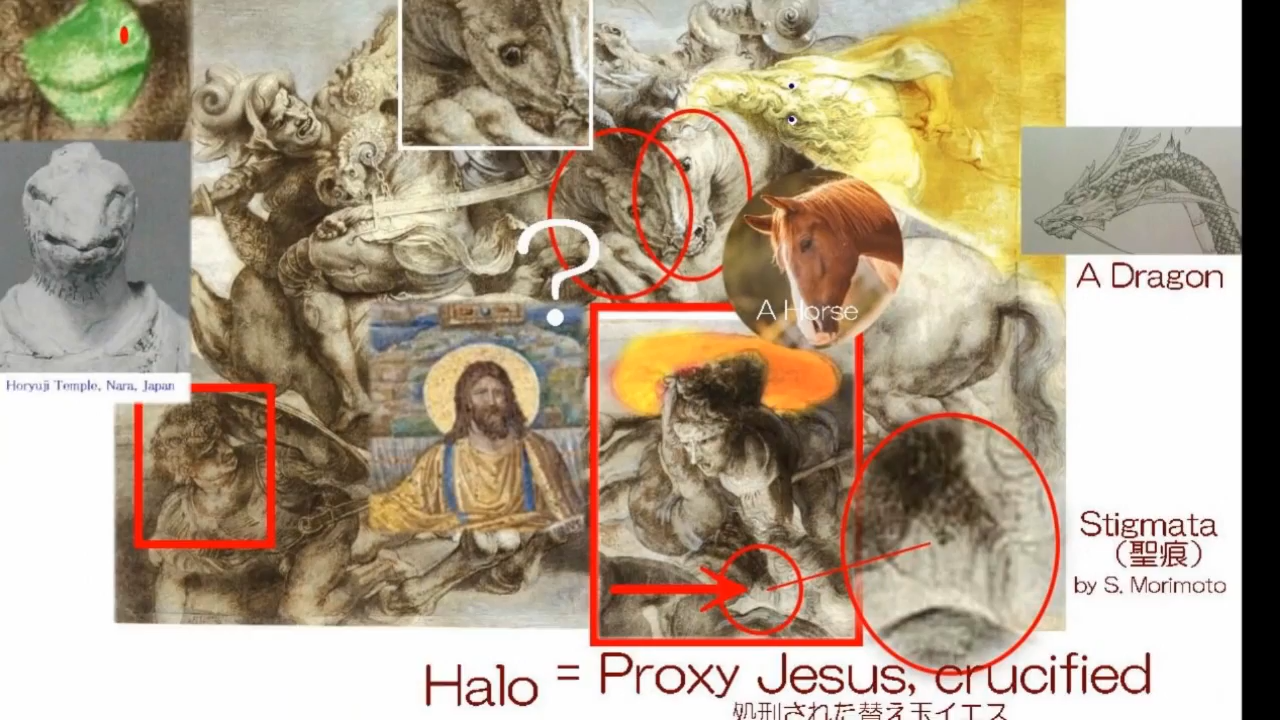 Horyuji Temple, Nara, Japan
?
A Horse
A Dragon
Stigmata
（聖痕）
by S. Morimoto
Halo = Proxy Jesus, crucified
処刑された替え玉イエス